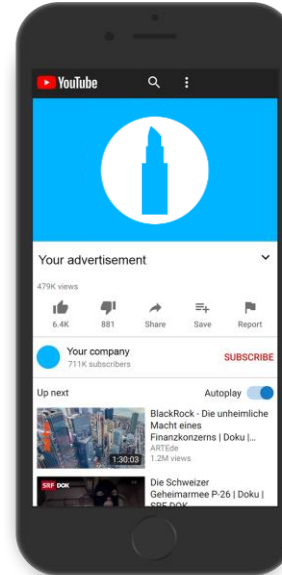 YouTube
Your advertisement
479K views
6.4K 881 Share Save Report
Your company
711K subscribers
SUBSCRIBE
Up next
Autoplay
1:30:03
BlackRock - Die unheimliche
Macht eines
Finanzkonzerns | Doku |...
ARTEde
1.2M views
SRF DOK
Die Schweizer
Geheimarmee P-26 | Doku |
SRF DOK